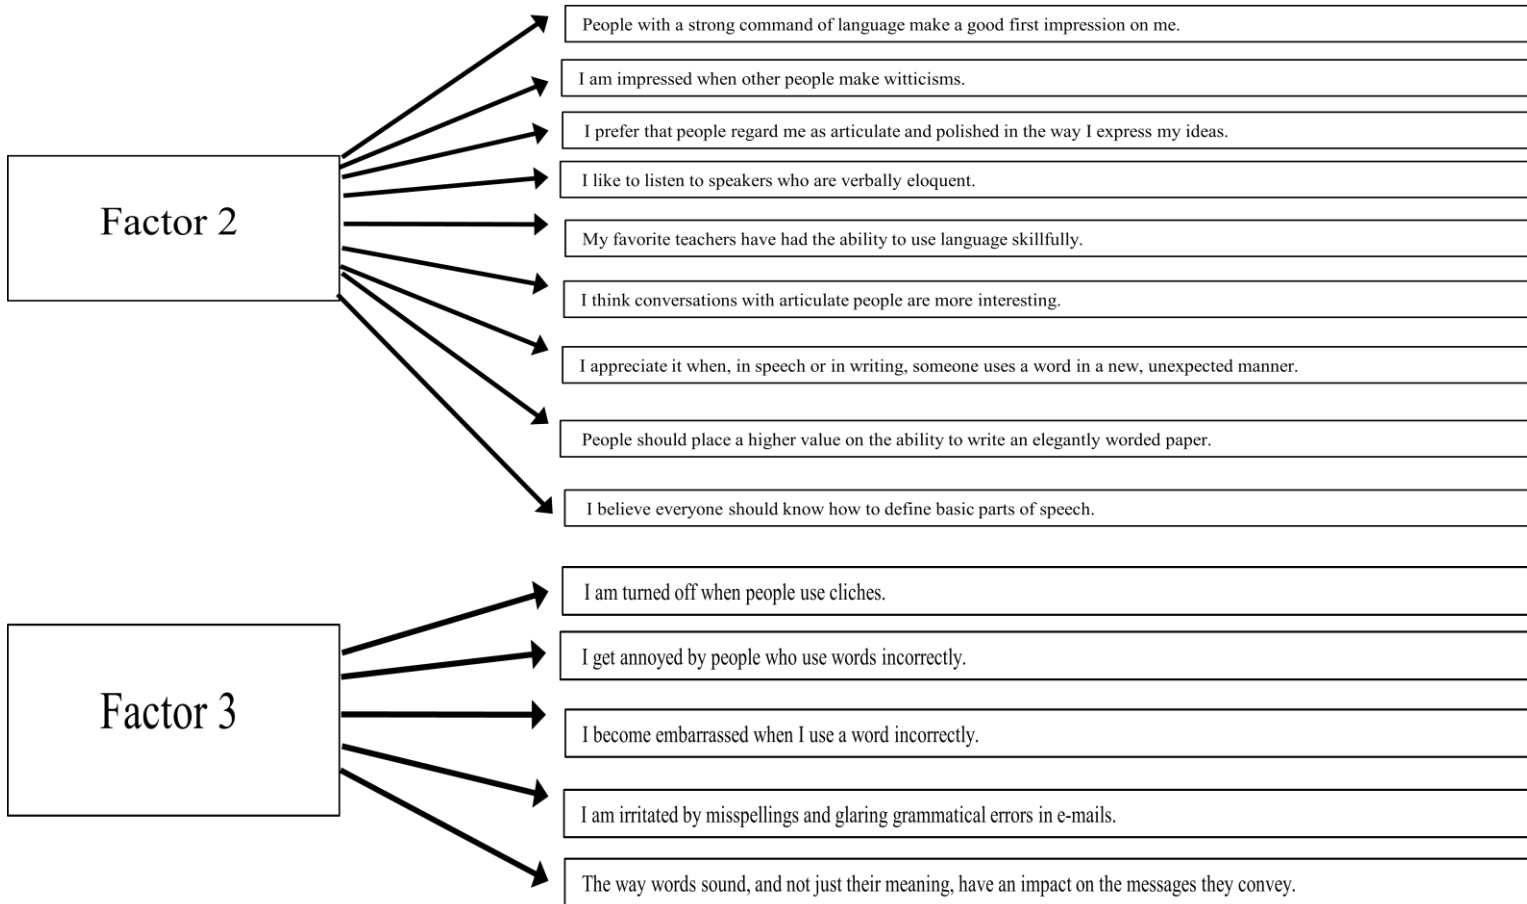 People with a strong command of language make a good first impression on me.
I am impressed when other people make witticisms.
I prefer that people regard me as articulate and polished in the way I express my ideas.
I like to listen to speakers who are verbally eloquent.
Factor 2
My favorite teachers have had the ability to use language skillfully.
I think conversations with articulate people are more interesting.
I appreciate it when, in speech or in writing, someone uses a word in a new, unexpected manner.
People should place a higher value on the ability to write an elegantly worded paper.
I believe everyone should know how to define basic parts of speech.
I am turned off when people use cliches.
I get annoyed by people who use words incorrectly.
Factor 3
I become embarrassed when I use a word incorrectly.
I am irritated by misspellings and glaring grammatical errors in e-mails.
The way words sound, and not just their meaning, have an impact on the messages they convey.